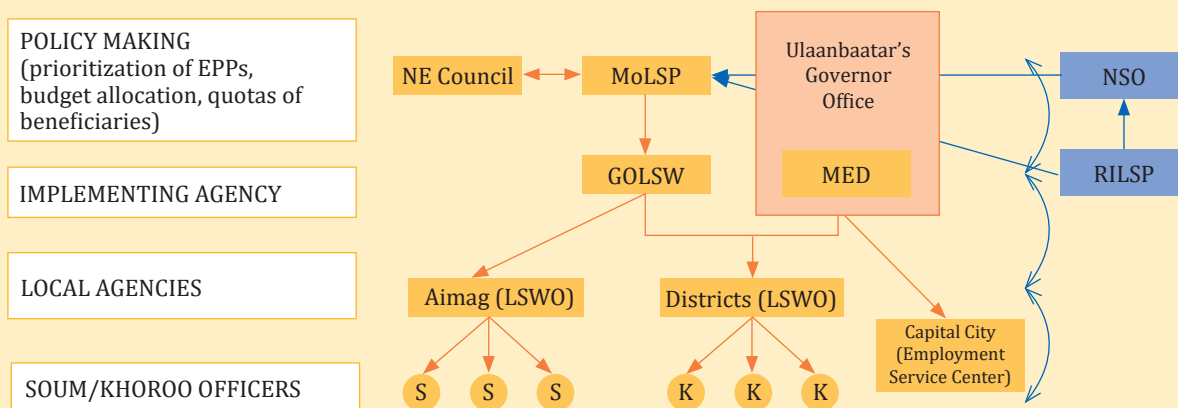 POLICY MAKING
(prioritization of EPPs,
budget allocation, quotas of
beneficiaries)
IMPLEMENTING AGENCY
LOCAL AGENCIES
SOUM/KHOROO OFFICERS
NE Council
MoLSP
Ulaanbaatar's
Governor
Office
NSO
GOLSW
MED
RILSP
Aimag (LSWO)
Districts (LSWO)
Capital City
(Employment
Service Center)
S
S
S
K
K
K